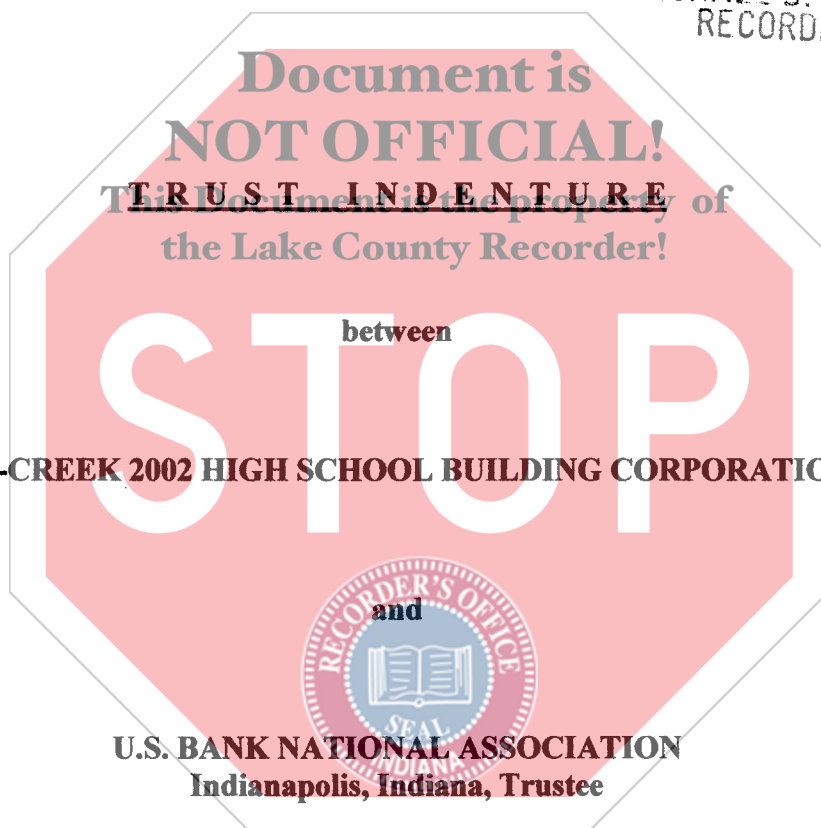 RECORD
Document is
NOT OFFICIAL!
TRUST INDENTURE
This Document is the property of
the Lake County Recorder!
between
STOP
-CREEK 2002 HIGH SCHOOL BUILDING CORPORATIO
and
RECORDER'S OFFICE
SEAL
INDIANA
U.S. BANK NATIONAL ASSOCIATION
Indianapolis, Indiana, Trustee